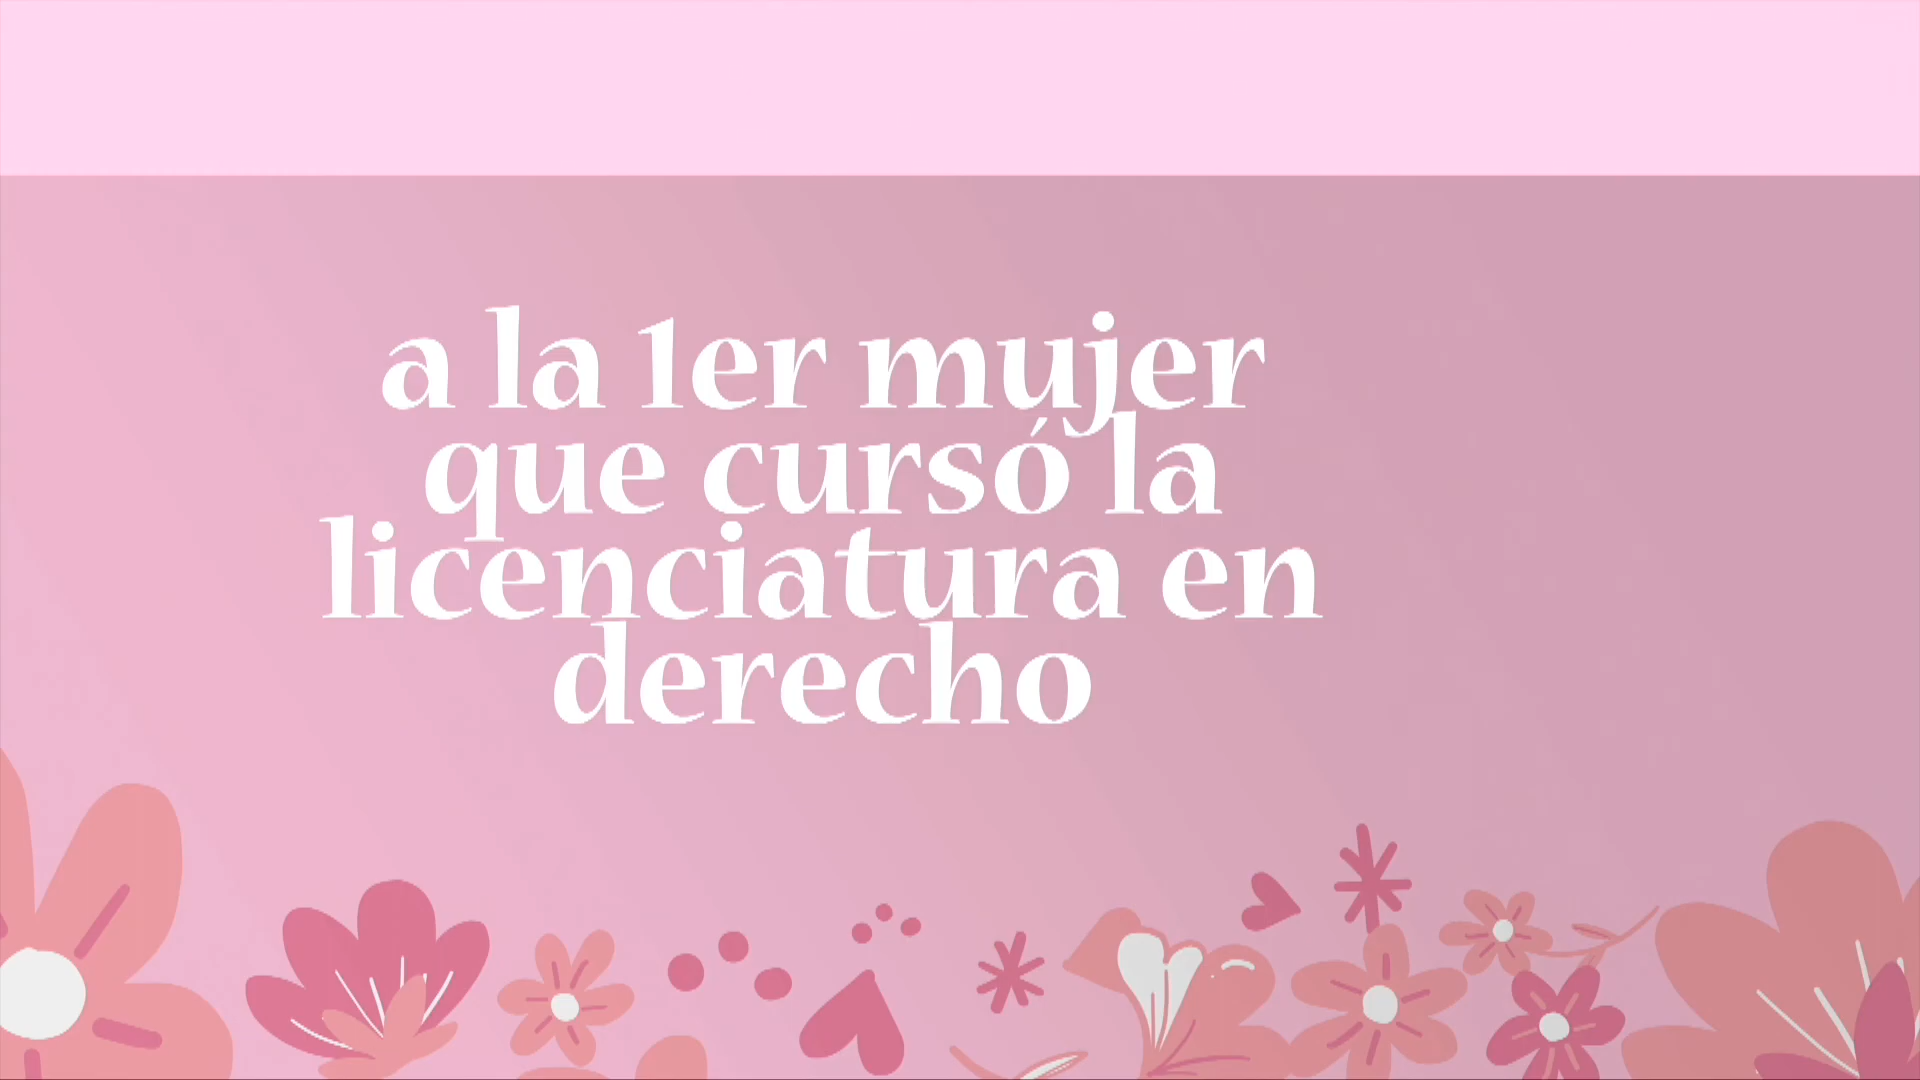 a la 1er mujer
que cursó la
licenciatura en
derecho